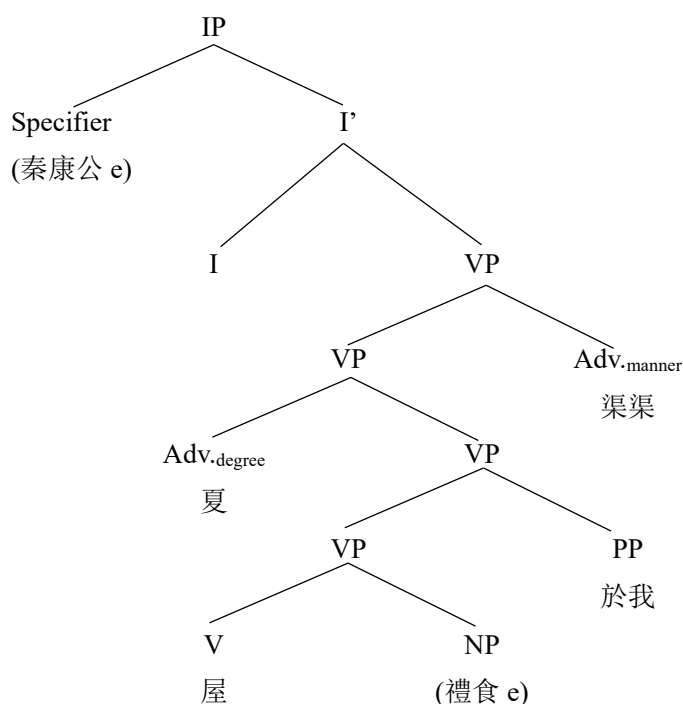 IP
Specifier I’
(秦康公 e)
I VP
VP Adv.manner
渠渠
Adv.degree VP
夏
VP PP
於我
V NP
屋 (禮食 e)